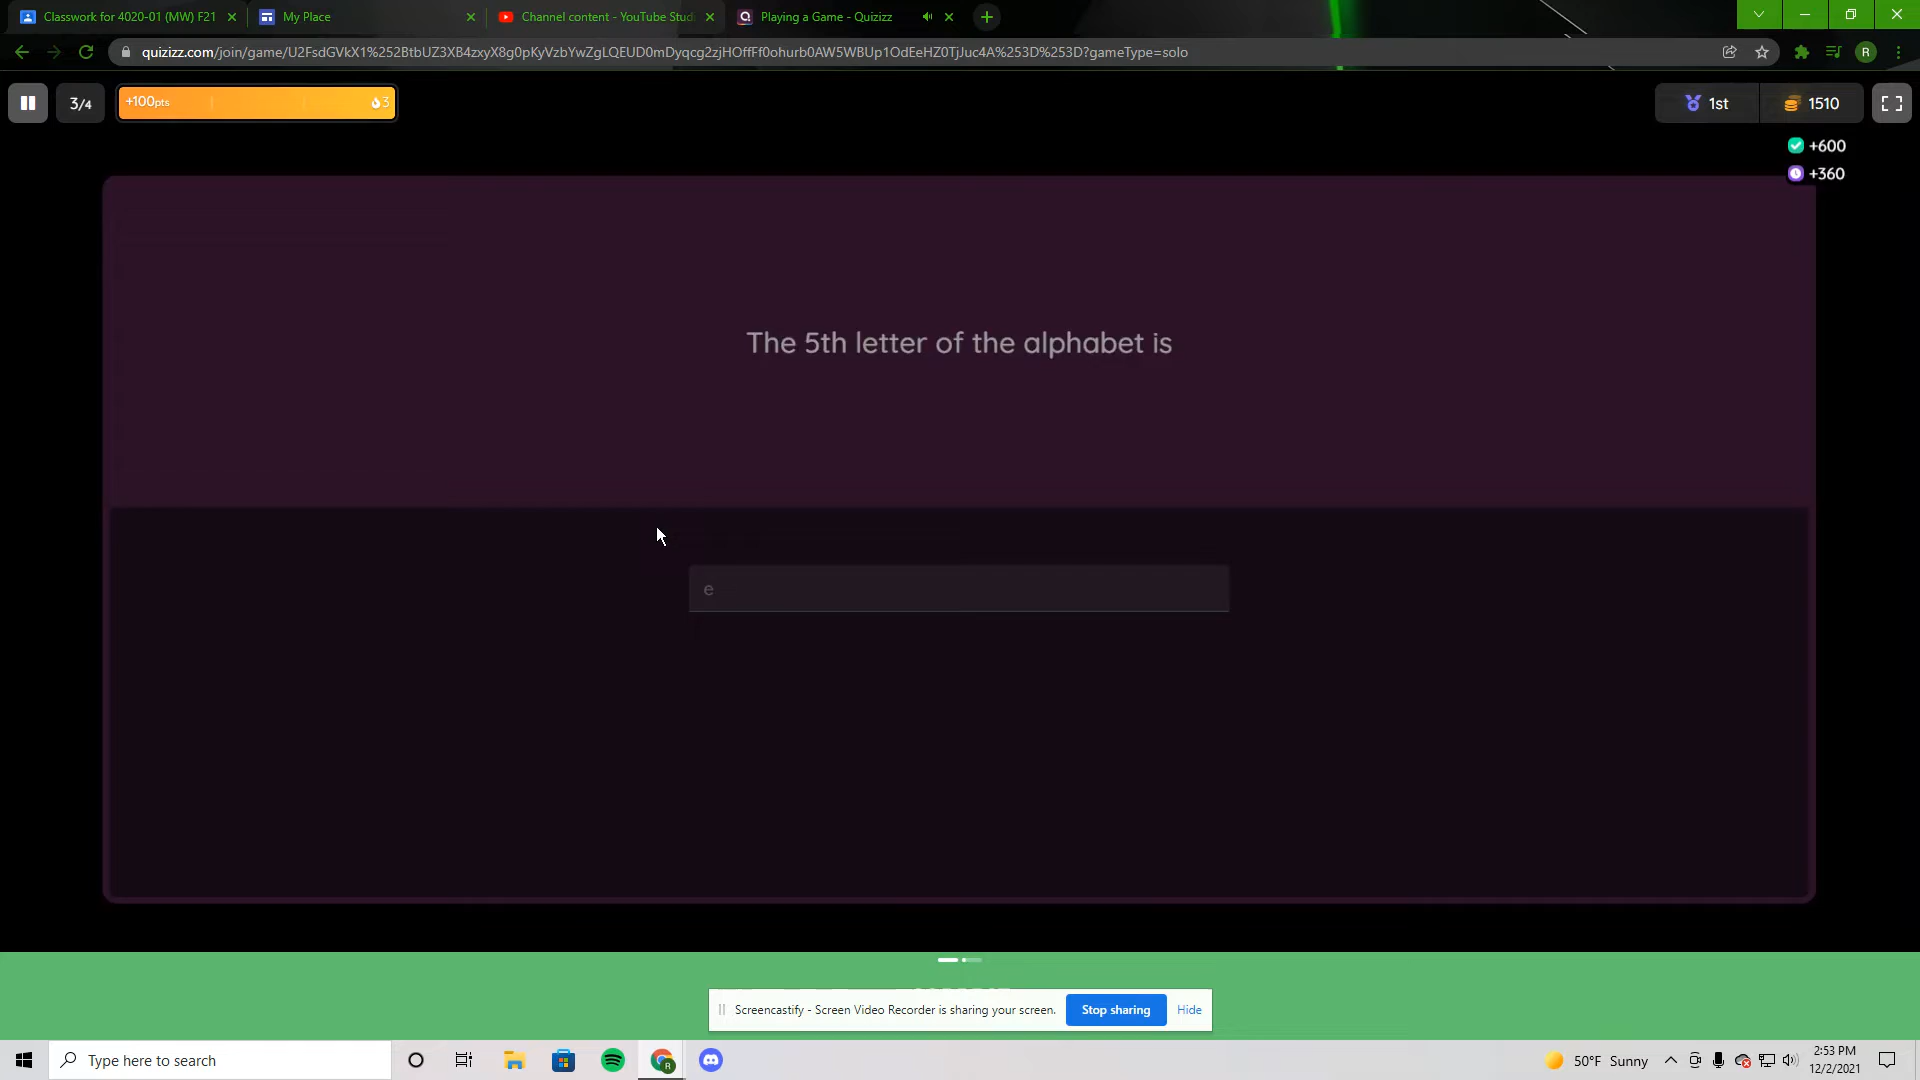 Classwork for 4020-01 (MW) F21
My Place
Channel content - YouTube Stud
Playing a Game - Quizizz
quizizz.com/join/game/U2FsdGVkX1%252BtbUZ3XB4zxyX8g0pKyVzbYwZgLQEUD0mDyqcg2zjHOffFf0ohurb0AW5WBUp1OdEeHZ0TjJuc4A%253D%253D?gameType=solo
R
3/4
+100pts
3
1st
1510
+600
+360
The 5th letter of the alphabet is
e
Screencastify - Screen Video Recorder is sharing your screen.
Stop sharing
Hide
Type here to search
R
50°F Sunny
2:53 PM
12/2/2021